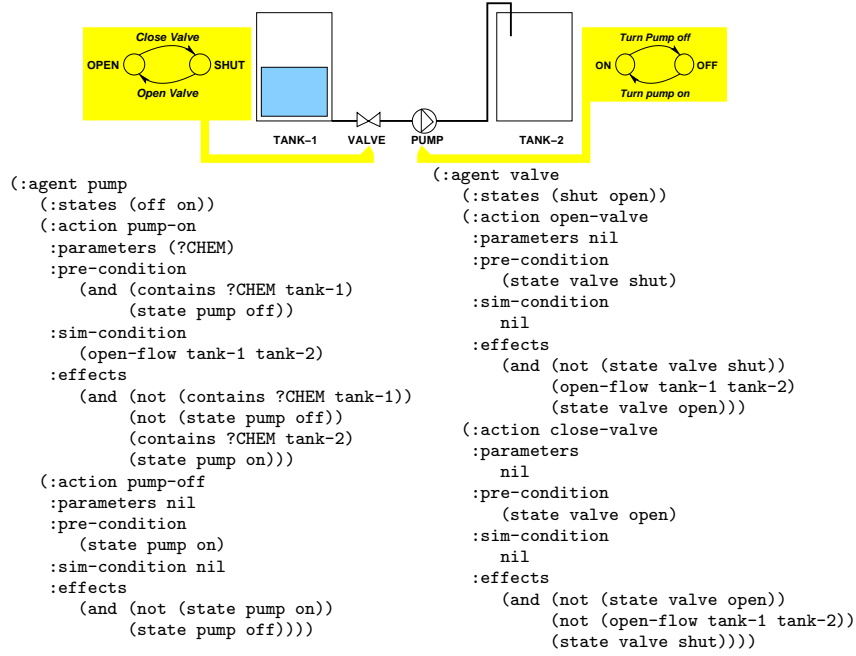 Close Valve
OPEN
SHUT
Open Valve
TANK–1
VALVE
PUMP
TANK–2
Turn Pump off
ON
OFF
Turn pump on
(:agent pump
(:states (off on))
(:action pump-on
:parameters (?CHEM)
:pre-condition
(and (contains ?CHEM tank-1)
(state pump off))
:sim-condition
(open-flow tank-1 tank-2)
:effects
(and (not (contains ?CHEM tank-1))
(not (state pump off))
(contains ?CHEM tank-2)
(state pump on)))
(:action pump-off
:parameters nil
:pre-condition
(state pump on)
:sim-condition nil
:effects
(and (not (state pump on))
(state pump off))))
(:agent valve
(:states (shut open))
(:action open-valve
:parameters nil
:pre-condition
(state valve shut)
:sim-condition
nil
:effects
(and (not (state valve shut))
(open-flow tank-1 tank-2)
(state valve open)))
(:action close-valve
:parameters
nil
:pre-condition
(state valve open)
:sim-condition
nil
:effects
(and (not (state valve open))
(not (open-flow tank-1 tank-2))
(state valve shut))))